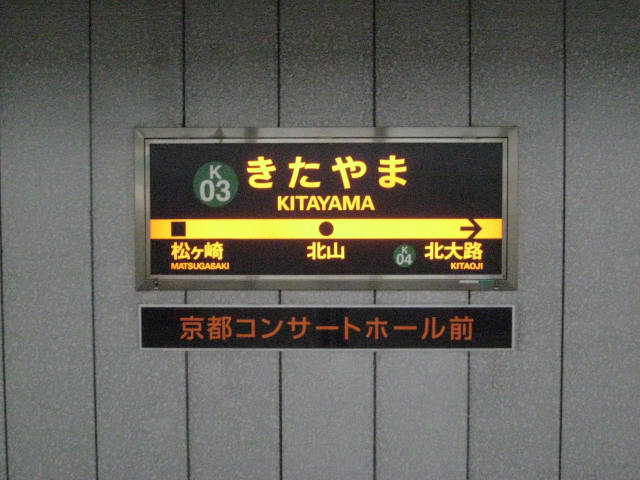 K
03
きたやま
KITAYAMA
松ヶ崎 北山 K 04 北大路
MATSUGASAKI KITAOJI
京都コンサートホール前